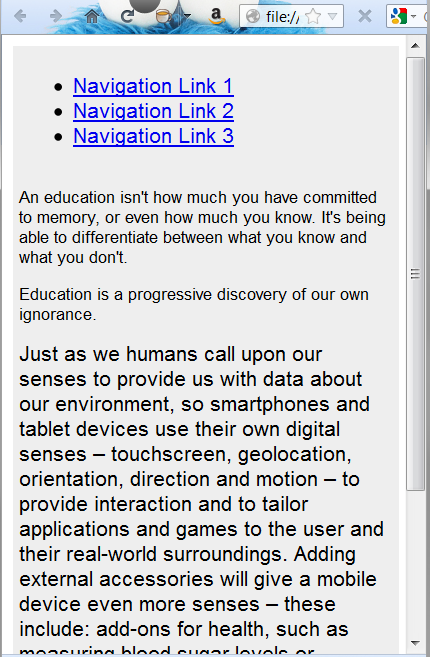 file:/
Navigation Link 1
Navigation Link 2
Navigation Link 3
An education isn't how much you have committed
to memory, or even how much you know. It's being
able to differentiate between what you know and
what you don't.
Education is a progressive discovery of our own
ignorance.
Just as we humans call upon our
senses to provide us with data about
our environment, so smartphones and
tablet devices use their own digital
senses – touchscreen, geolocation,
orientation, direction and motion – to
provide interaction and to tailor
applications and games to the user and
their real-world surroundings. Adding
external accessories will give a mobile
device even more senses – these
include: add-ons for health, such as
measuring blood sugar levels or